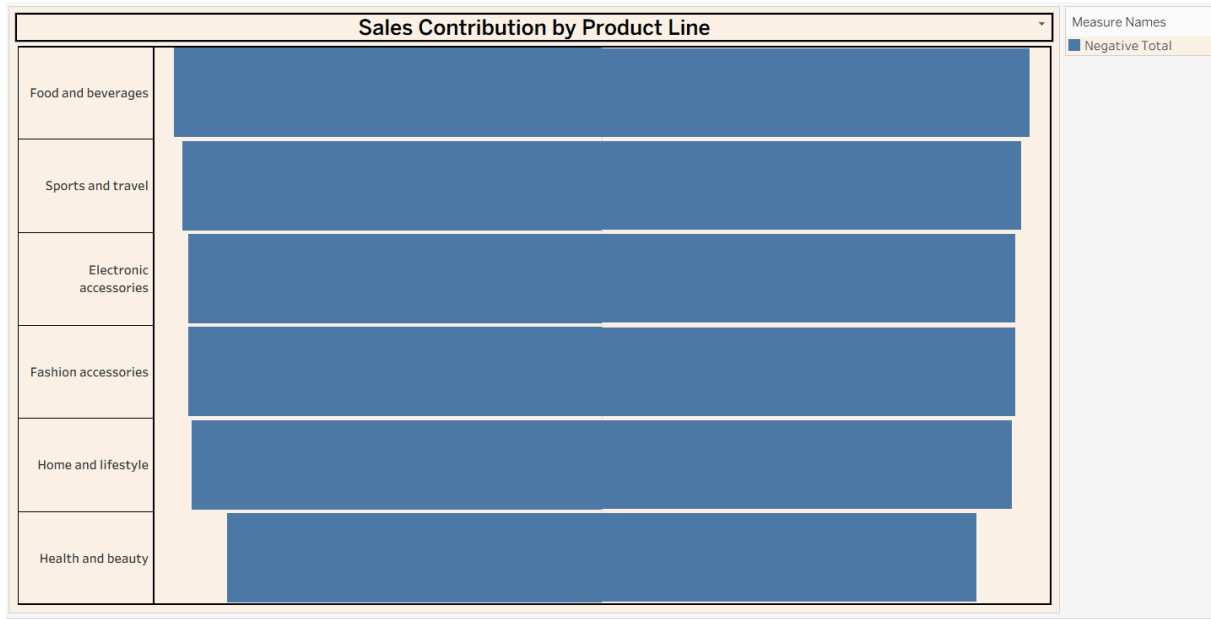 Sales Contribution by Product Line
Measure Names
Negative Total
Food and beverages
Sports and travel
Electronic
accessories
Fashion accessories
Home and lifestyle
Health and beauty